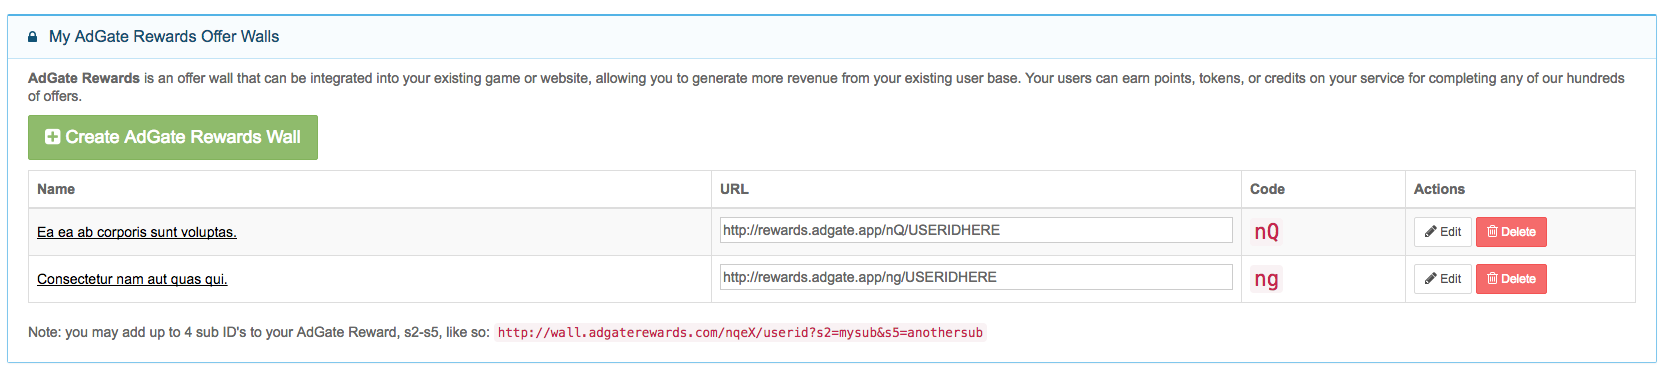 My AdGate Rewards Offer Walls
AdGate Rewards is an offer wall that can be integrated into your existing game or website, allowing you to generate more revenue from your existing user base. Your users can earn points, tokens, or credits on your service for completing any of our hundreds
of offers.
Create AdGate Rewards Wall
Name URL Code Actions
Ea ea ab corporis sunt voluptas. http://rewards.adgate.app/nQ/USERIDHERE nQ Edit Delete
Consectetur nam aut quas qui. http://rewards.adgate.app/ng/USERIDHERE ng Edit Delete
Note: you may add up to 4 sub ID's to your AdGate Reward, s2-s5, like so: http://wall.adgaterewards.com/nqeX/userid?s2=mysub&s5=anothersub